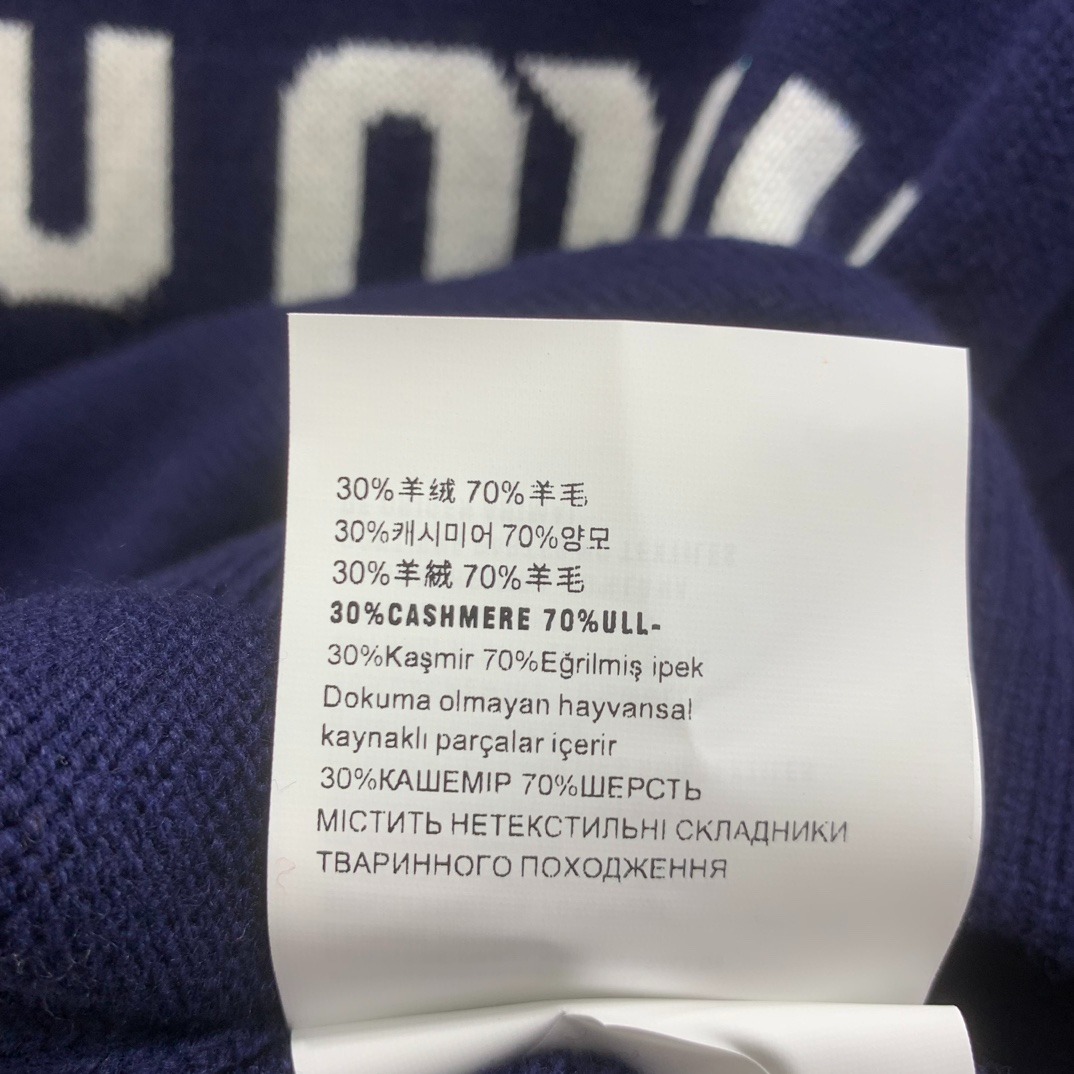 30%羊绒 70%羊毛
30%캐시미어 70%양모
30%羊絨 70%羊毛
30%CASHMERE 70%ULL-
30%Kaşmir 70%Eğrilmiş ipek
Dokuma olmayan hayvansal
kaynaklı parçalar içerir
30%КАШЕМІР 70%ШЕРСТЬ
МІСТИТЬ НЕТЕКСТИЛЬНІ СКЛАДНИКИ
ТВАРИННОГО ПОХОДЖЕННЯ